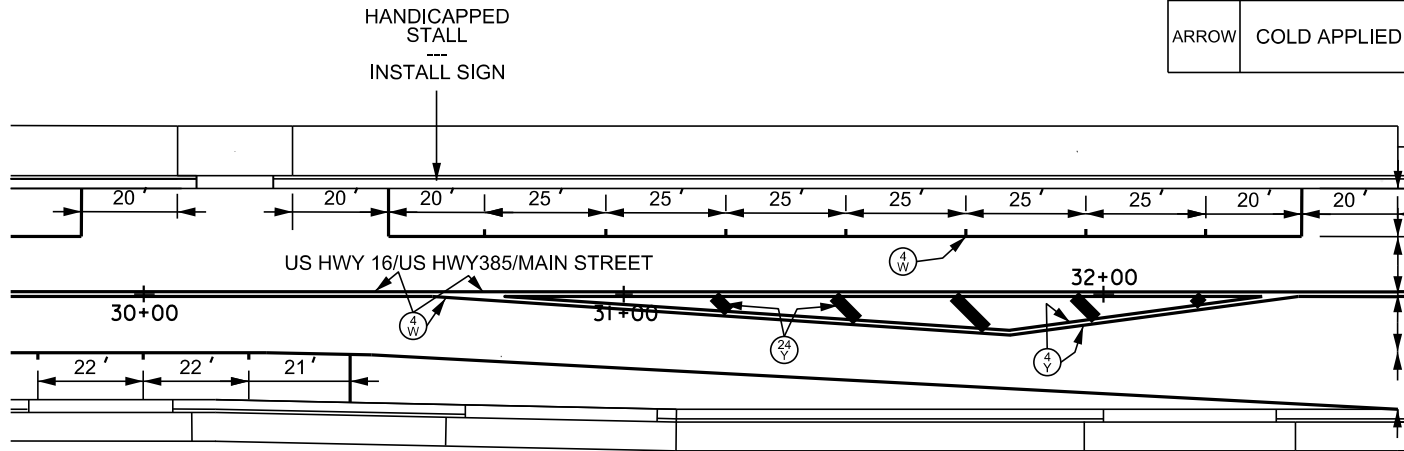 HANDICAPPED
STALL
---
INSTALL SIGN
ARROW COLD APPLIED
20 ' 20 ' 20 ' 25 ' 25 ' 25 ' 25 ' 25 ' 25 ' 20 ' 20 '
4
W
US HWY 16/US HWY385/MAIN STREET
32+00
30+00
31+00
4
W
24
Y
4
Y
22 ' 22 ' 21 '